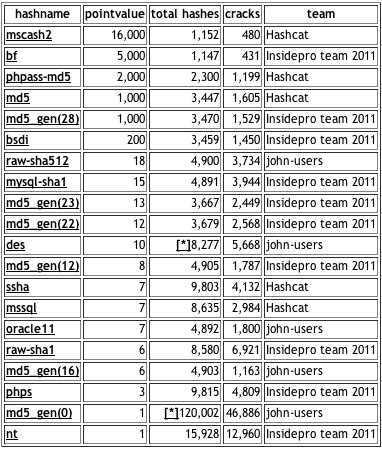 hashname pointvalue total hashes cracks team
mscash2 16,000 1,152 480 Hashcat
bf 5,000 1,147 431 Insidepro team 2011
phpass-md5 2,000 2,300 1,199 Hashcat
md5 1,000 3,447 1,605 Hashcat
md5_gen(28) 1,000 3,470 1,529 Insidepro team 2011
bsdi 200 3,459 1,450 Insidepro team 2011
raw-sha512 18 4,900 3,734 john-users
mysql-sha1 15 4,891 3,944 Insidepro team 2011
md5_gen(23) 13 3,667 2,449 Insidepro team 2011
md5_gen(22) 12 3,679 2,568 Insidepro team 2011
des 10 [*]8,277 5,668 john-users
md5_gen(12) 8 4,905 1,787 Insidepro team 2011
ssha 7 9,803 4,132 Hashcat
mssql 7 8,635 2,984 Hashcat
oracle11 7 4,892 1,800 john-users
raw-sha1 6 8,580 6,921 Insidepro team 2011
md5_gen(16) 6 4,903 1,163 john-users
phps 3 9,815 4,809 Insidepro team 2011
md5_gen(0) 1 [*]120,002 46,886 john-users
nt 1 15,928 12,960 Insidepro team 2011